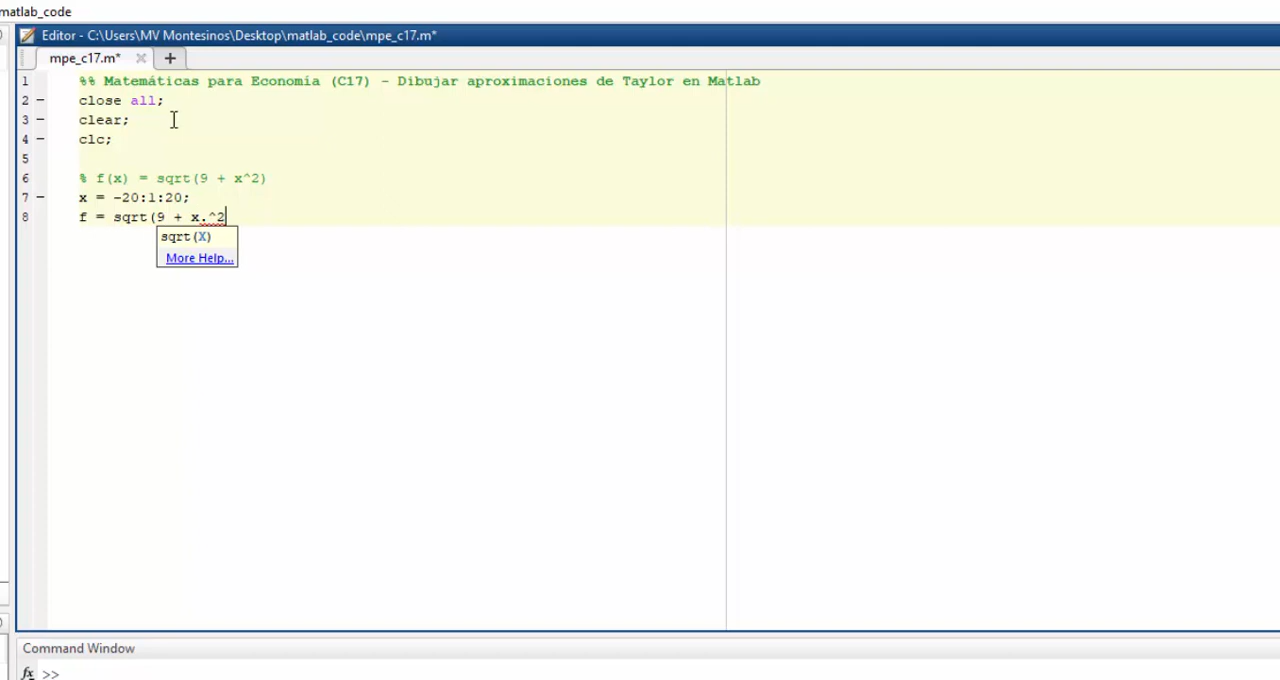 matlab_code
Editor - C:\Users\MV Montesinos\Desktop\matlab_code\mpe_c17.m*
mpe_c17.m* × +
1 %% Matemáticas para Economía (C17) - Dibujar aproximaciones de Taylor en Matlab
2 - close all;
3 - clear;
4 - clc;
5
6 % f(x) = sqrt(9 + x^2)
7 - x = -20:1:20;
8 f = sqrt(9 + x.^2
sqrt(X)
More Help...
Command Window
fx >>